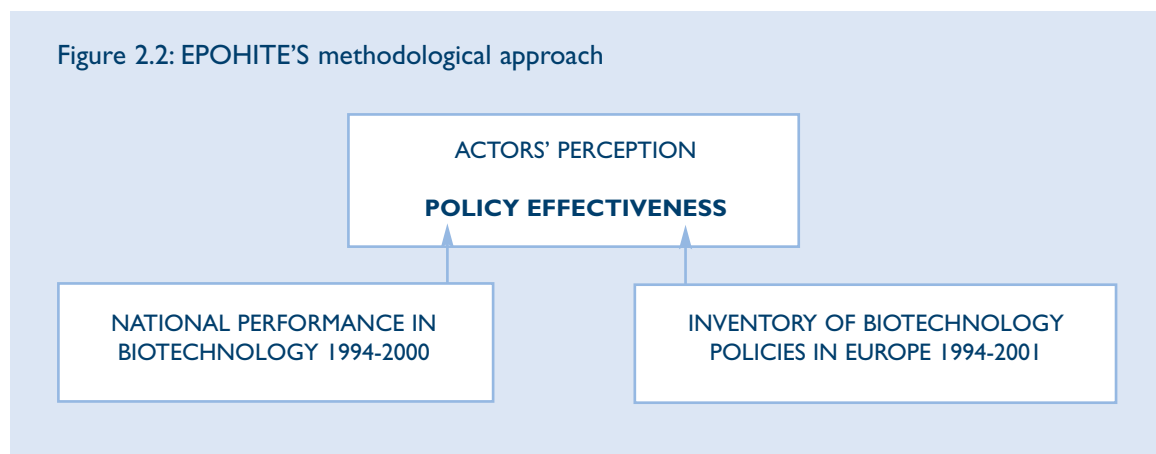 Figure 2.2: EPOHITE’S methodological approach
ACTORS’ PERCEPTION
POLICY EFFECTIVENESS
NATIONAL PERFORMANCE IN
BIOTECHNOLOGY 1994-2000
INVENTORY OF BIOTECHNOLOGY
POLICIES IN EUROPE 1994-2001